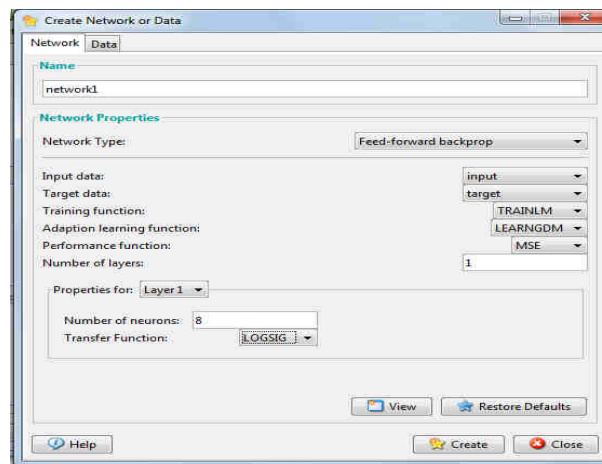 Create Network or Data
Network Data
Name
network1
Network Properties
Network Type: Feed-forward backprop
Input data: input
Target data: target
Training function: TRAINLM
Adaption learning function: LEARNGDM
Performance function: MSE
Number of layers: 1
Properties for: Layer 1
Number of neurons: 8
Transfer Function: LOGSIG
View Restore Defaults
Help Create Close